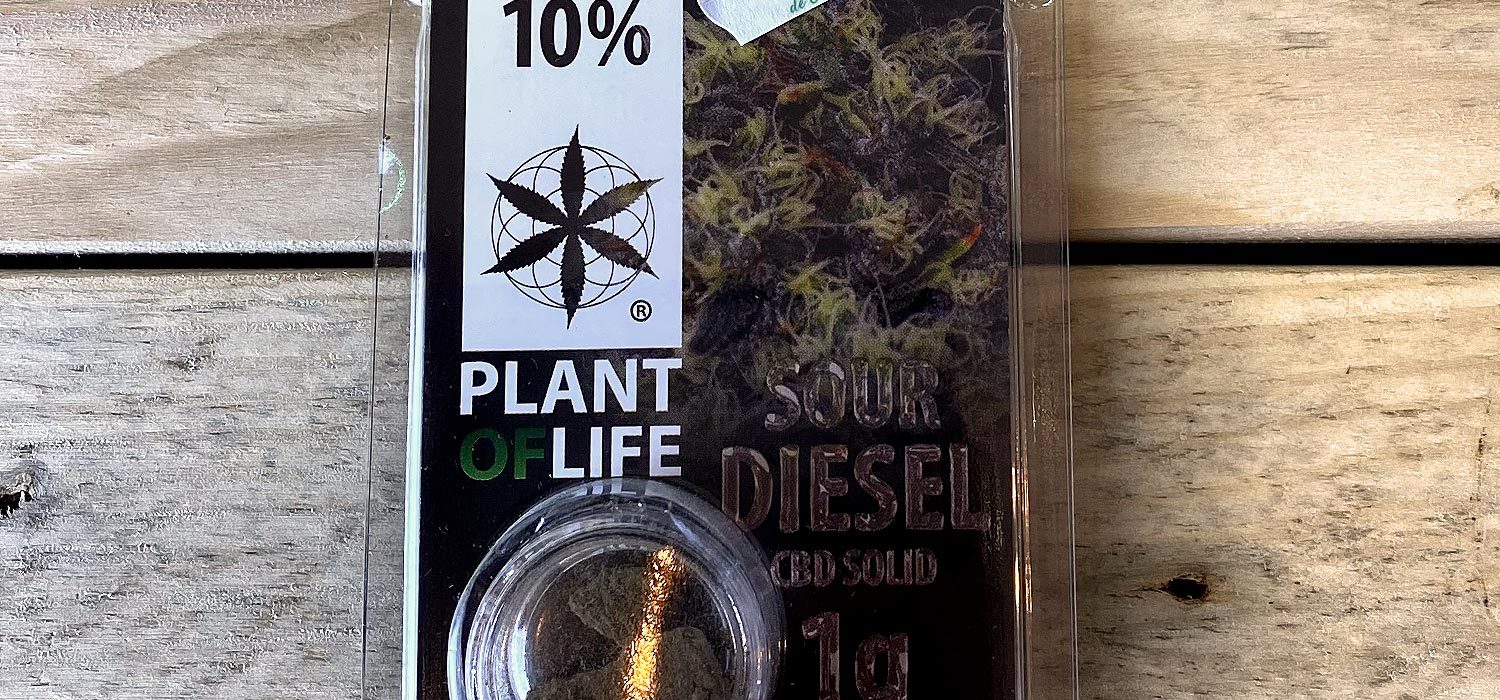 10%
®
PLANT
OFLIFE
SOUR
DIESEL
CBD SOLID
1g